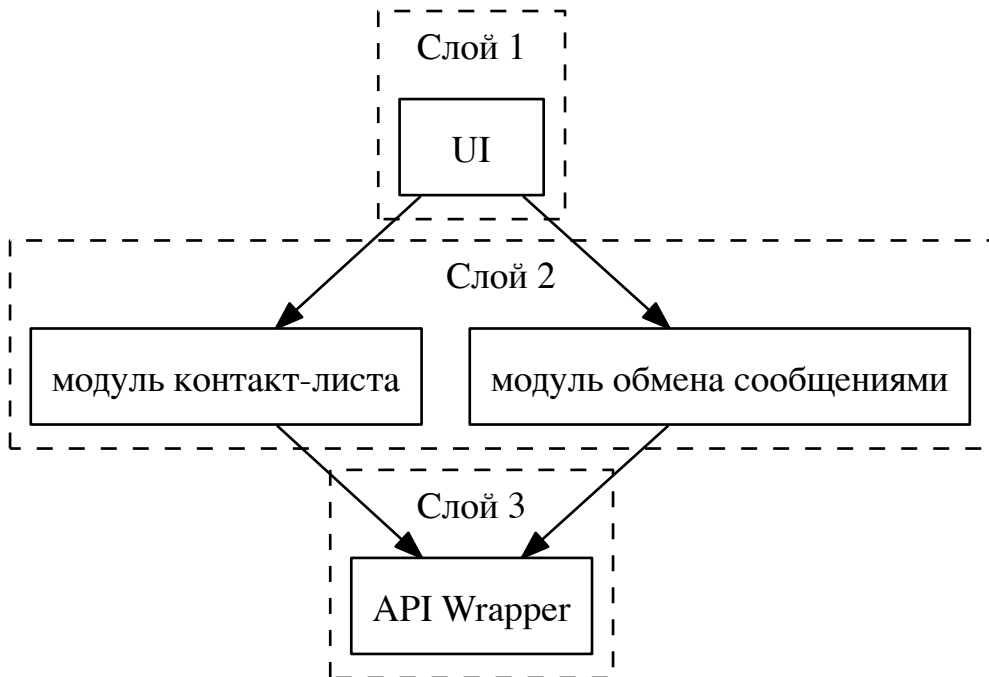 Слой 1
UI
Слой 2
модуль контакт-листа
модуль обмена сообщениями
Слой 3
API Wrapper